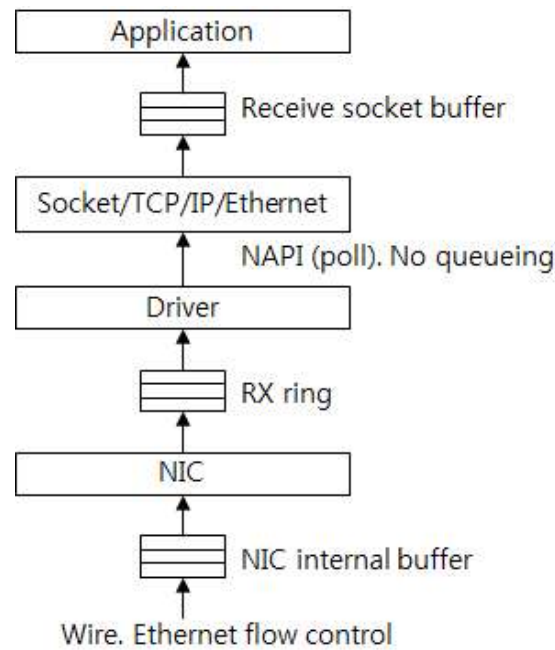 Application
Receive socket buffer
Socket/TCP/IP/Ethernet
NAPI (poll). No queueing
Driver
RX ring
NIC
NIC internal buffer
Wire. Ethernet flow control